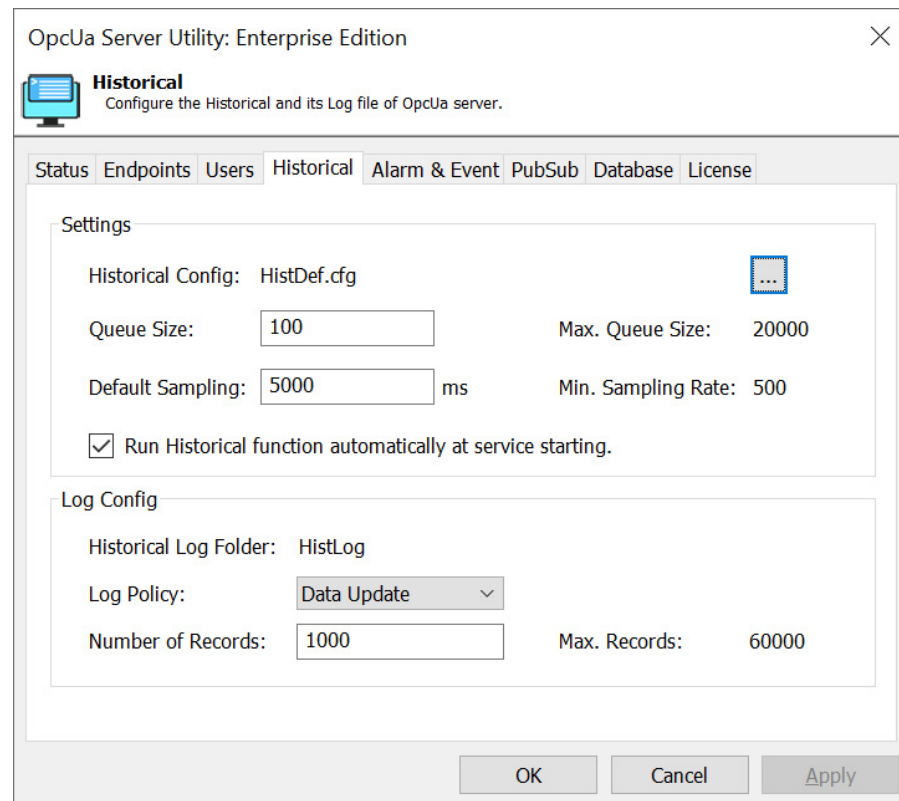 OpcUa Server Utility: Enterprise Edition
Historical
Configure the Historical and its Log file of OpcUa server.
Status Endpoints Users Historical Alarm & Event PubSub Database License
Settings
Historical Config: HistDef.cfg ...
Queue Size: 100 Max. Queue Size: 20000
Default Sampling: 5000 ms Min. Sampling Rate: 500
Run Historical function automatically at service starting.
Log Config
Historical Log Folder: HistLog
Log Policy: Data Update
Number of Records: 1000 Max. Records: 60000
OK Cancel Apply